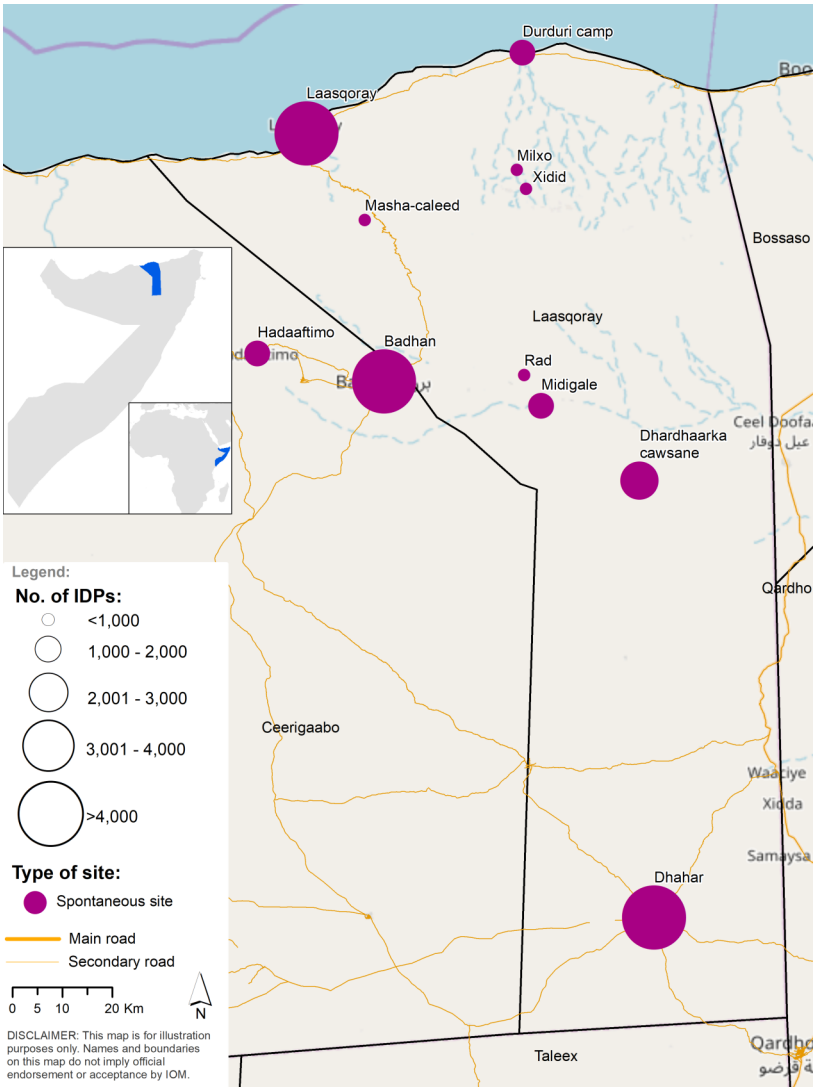 Durduri camp
Boo
Laasqoray
Milxo
Xidid
Masha-caleed
Bossaso
Laasqoray
Hadaaftimo
Badhan
Rad
Midigale
Ceel Doofa
عيل دوفار
Dhardhaarka
cawsane
Qardho
Ceerigaabo
Waaciye
Xidda
Samaysa
Dhahar
Taleex
Qardho
Legend:
No. of IDPs:
<1,000
1,000 - 2,000
2,001 - 3,000
3,001 - 4,000
>4,000
Type of site:
Spontaneous site
Main road
Secondary road
0 5 10 20 Km
N
DISCLAIMER: This map is for illustration
purposes only. Names and boundaries
on this map do not imply official
endorsement or acceptance by IOM.